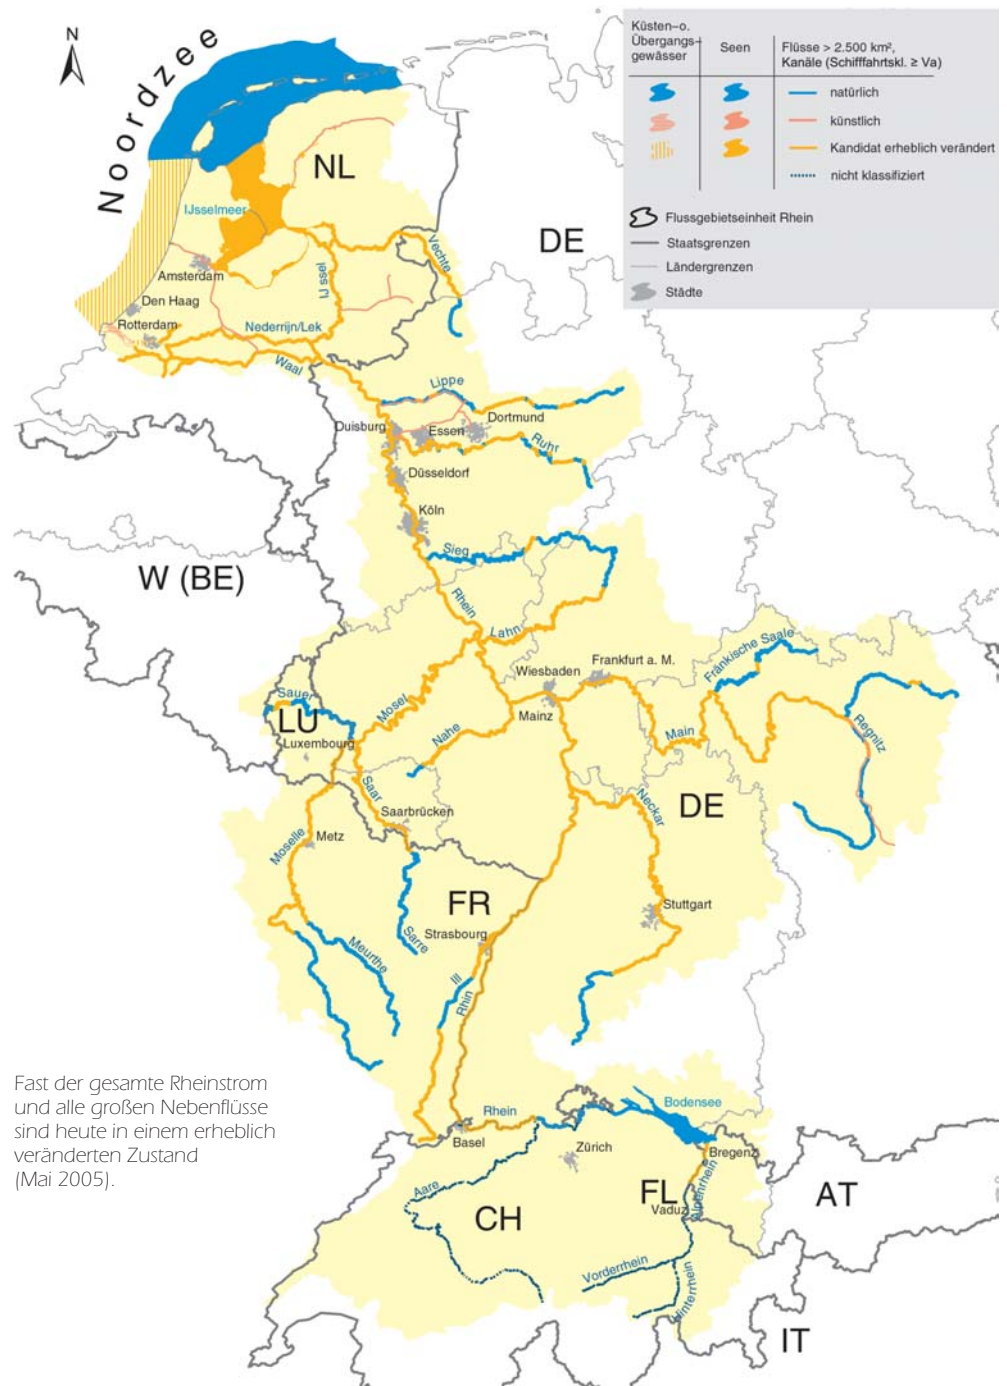 N
Noordzee
Küsten–o.
Übergangs-
gewässer
Seen
Flüsse > 2.500 km²,
Kanäle (Schifffahrtskl. ≥ Va)
natürlich
künstlich
Kandidat erheblich verändert
nicht klassifiziert
Flussgebietseinheit Rhein
Staatsgrenzen
Ländergrenzen
Städte
NL
DE
IJsselmeer
Vechte
Amsterdam
IJssel
Den Haag
Rotterdam
Nederrijn/Lek
Waal
Lippe
Duisburg
Essen
Dortmund
Ruhr
Düsseldorf
Köln
Sieg
W (BE)
Rhein
Lahn
Fränkische Saale
Wiesbaden
Frankfurt a. M.
Sauer
Mosel
Mainz
Main
Regnitz
LU
Luxembourg
Nahe
Saar
Neckar
DE
Saarbrücken
Moselle
Metz
FR
Stuttgart
Strasbourg
Sarre
Meurthe
Ill
Rhin
Fast der gesamte Rheinstrom
und alle großen Nebenflüsse
sind heute in einem erheblich
veränderten Zustand
(Mai 2005).
Rhein
Bodensee
Basel
Zürich
Bregenz
Aare
FL
Vaduz
Alpenrhein
AT
CH
Vorderrhein
Hinterrhein
IT